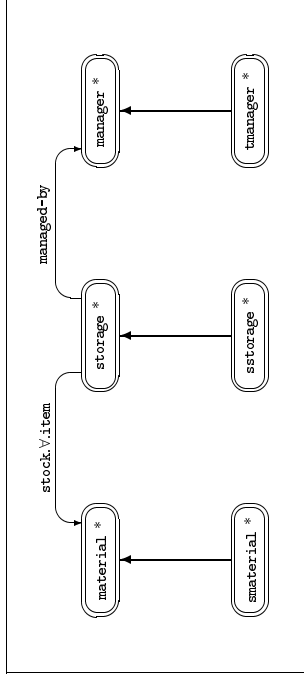 stock.∀.item
managed-by
material *
storage *
manager *
smaterial *
sstorage *
tmanager *